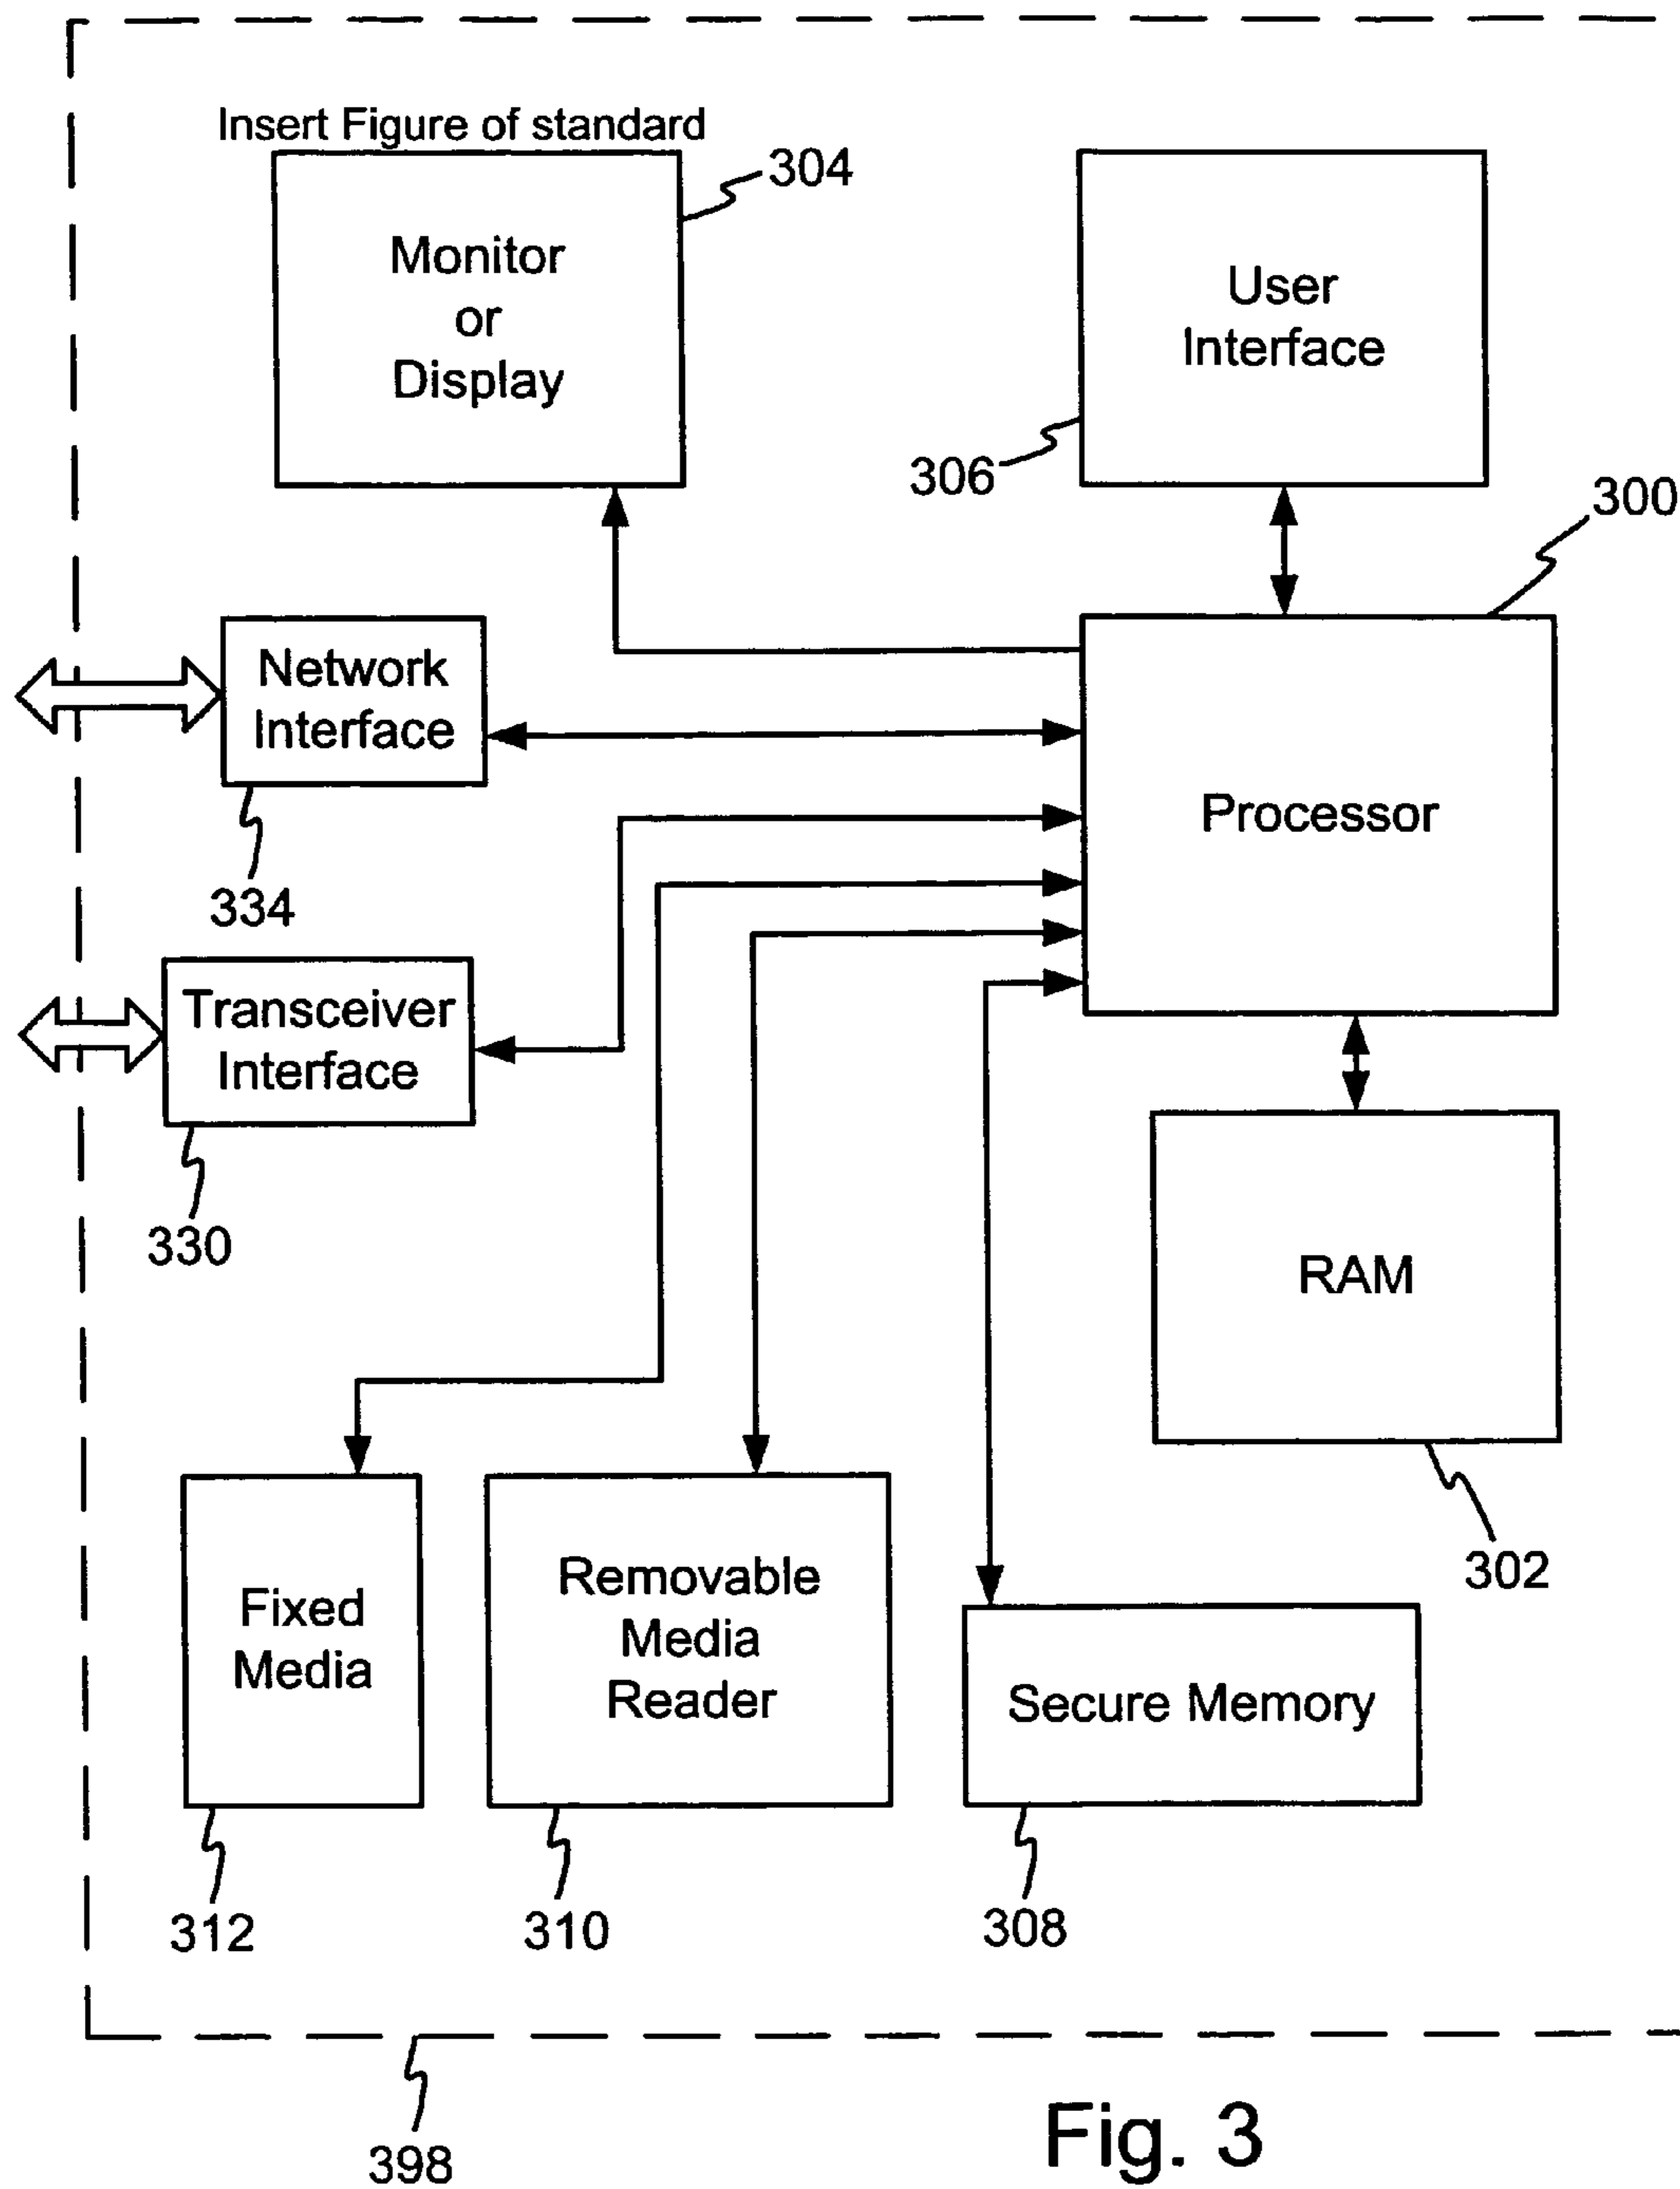 Insert Figure of standard
304
Monitor
or
Display
User
Interface
306
300
Network
Interface
Processor
334
Transceiver
Interface
330
RAM
302
Fixed
Media
Removable
Media
Reader
Secure Memory
312
310
308
398
Fig. 3